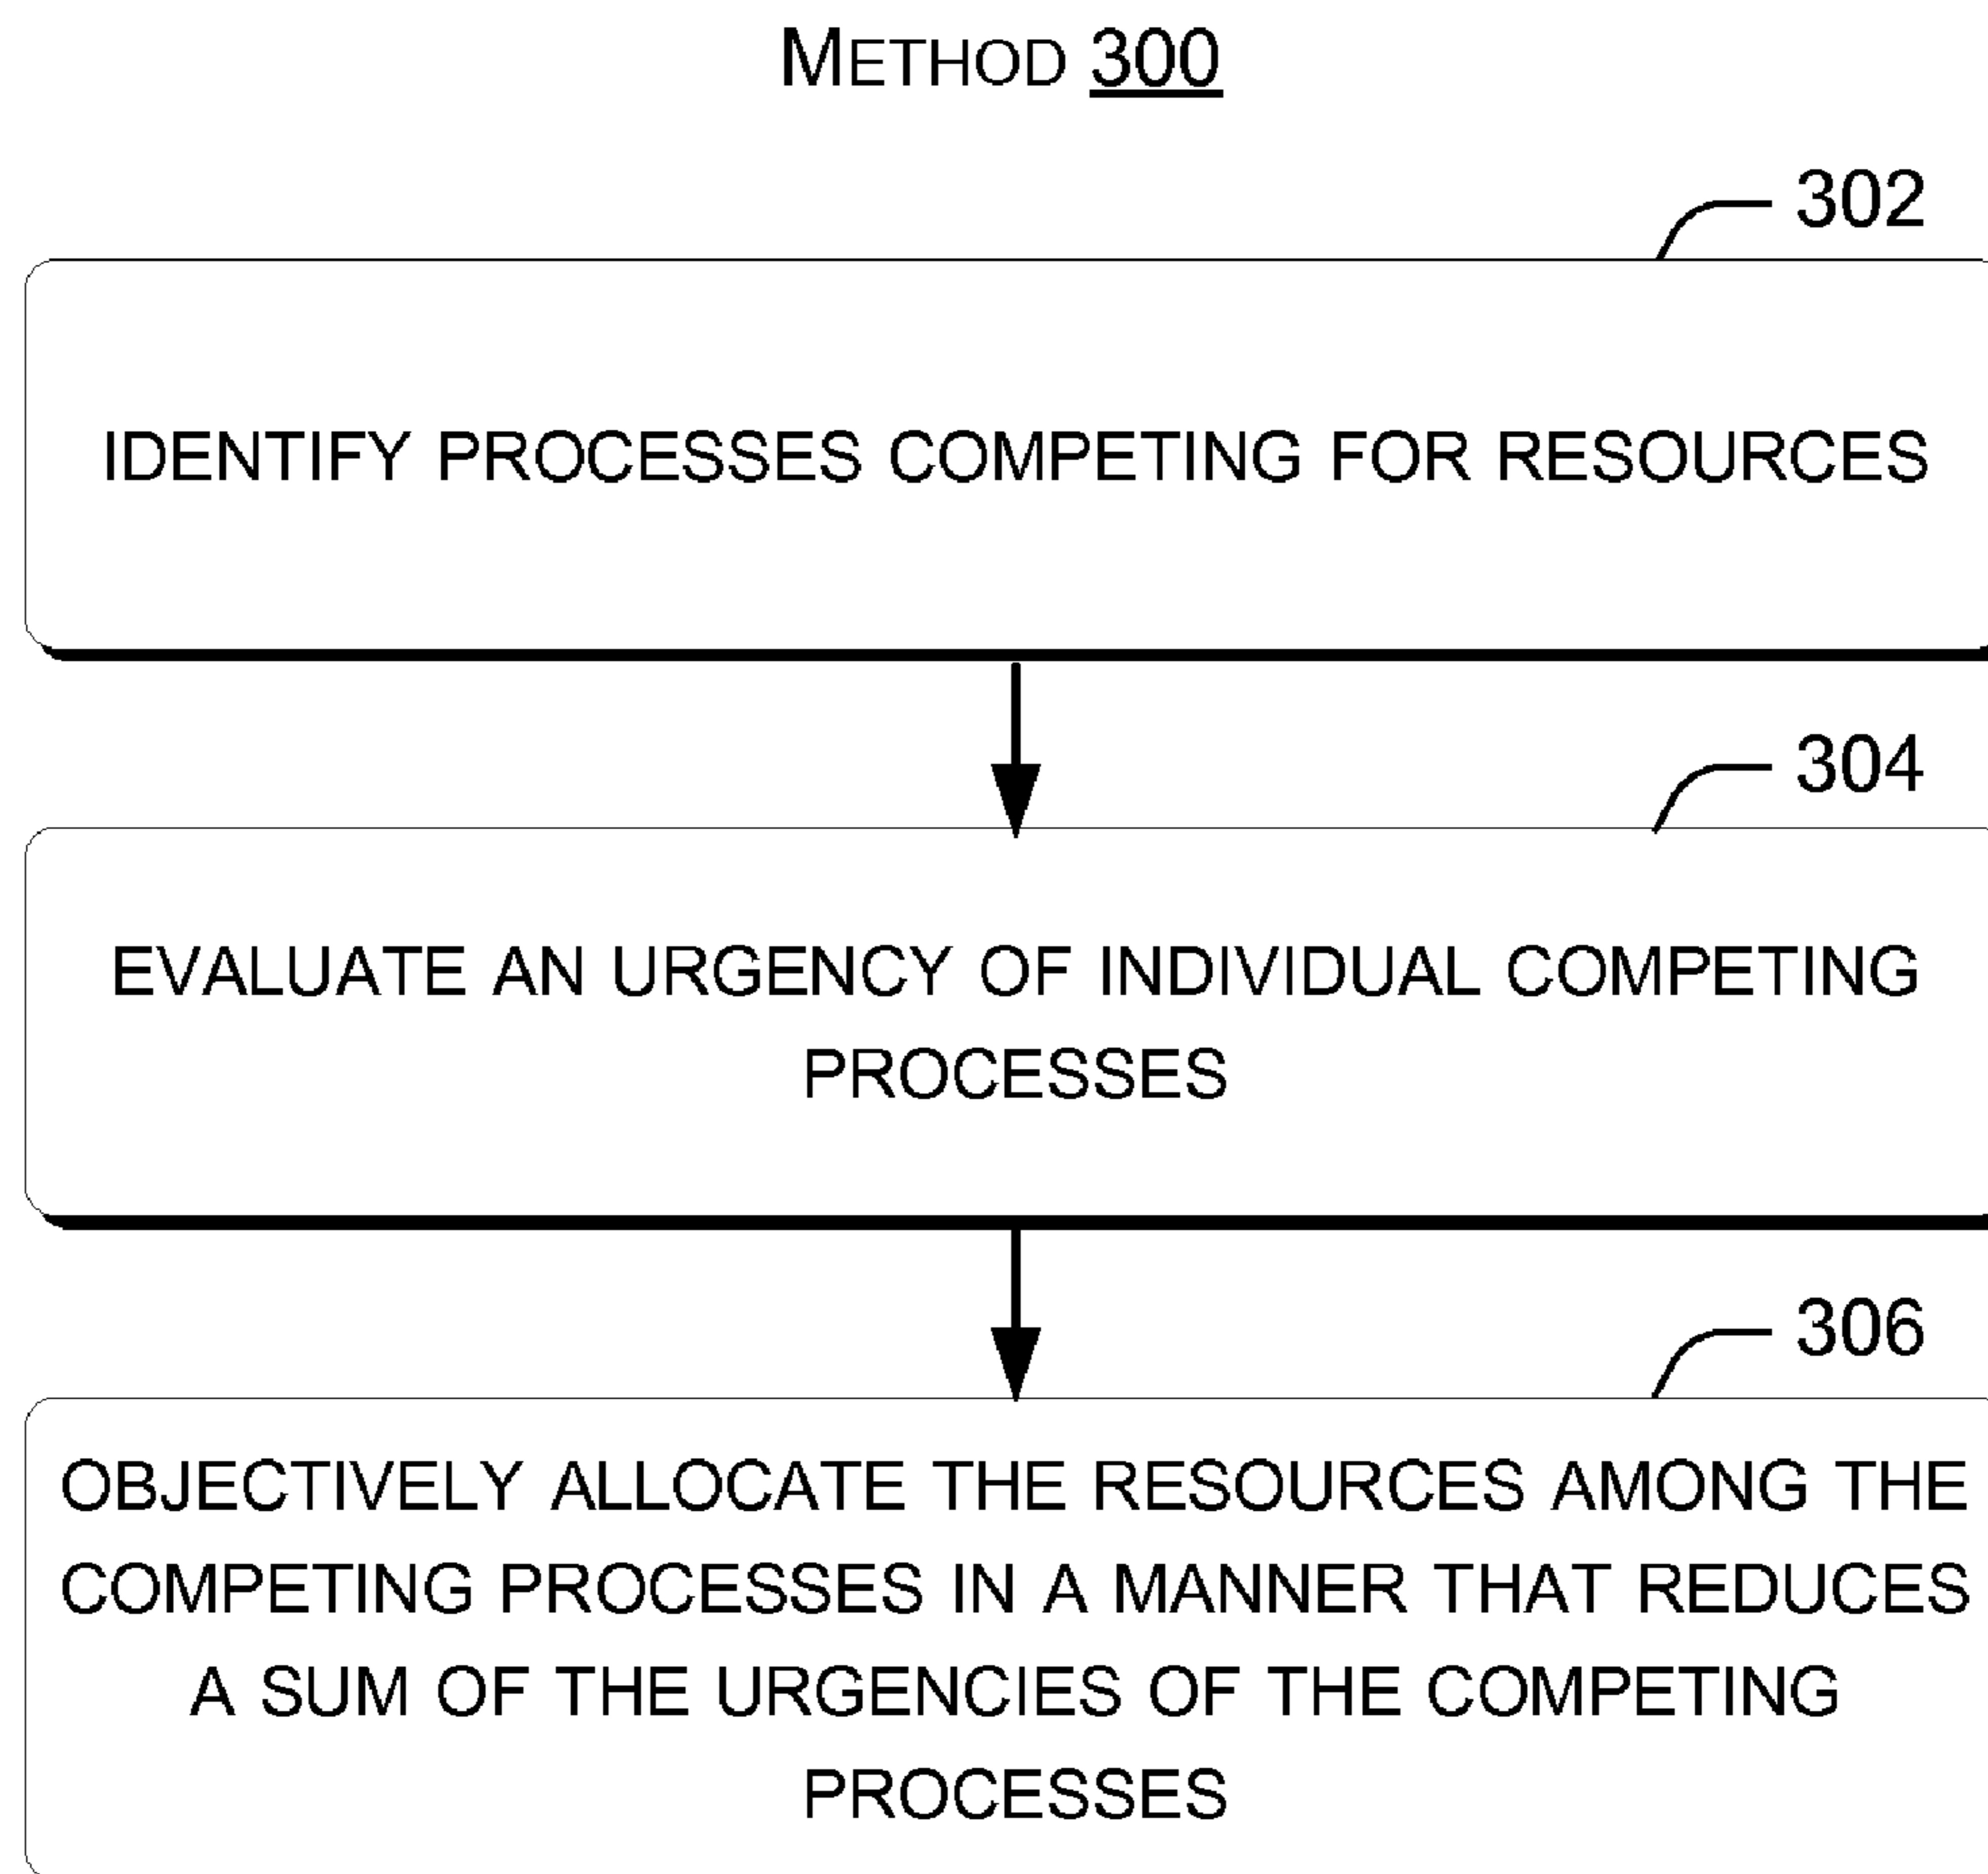 METHOD 300
302
IDENTIFY PROCESSES COMPETING FOR RESOURCES
304
EVALUATE AN URGENCY OF INDIVIDUAL COMPETING
PROCESSES
306
OBJECTIVELY ALLOCATE THE RESOURCES AMONG THE
COMPETING PROCESSES IN A MANNER THAT REDUCES
A SUM OF THE URGENCIES OF THE COMPETING
PROCESSES